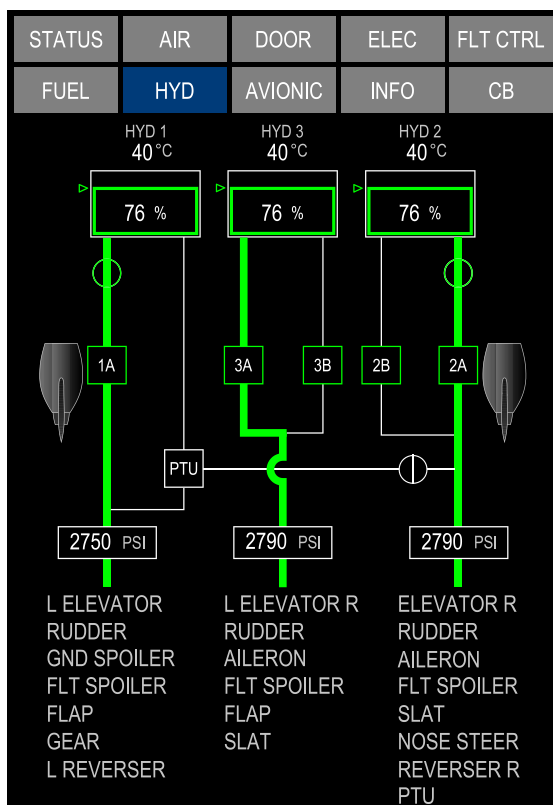 STATUS AIR DOOR ELEC FLT CTRL
FUEL HYD AVIONIC INFO CB
HYD 1 HYD 3 HYD 2
40 °C 40 °C 40 °C
76 % 76 % 76 %
1A 3A 3B 2B 2A
PTU
2750 PSI 2790 PSI 2790 PSI
L ELEVATOR L ELEVATOR R ELEVATOR R
RUDDER RUDDER RUDDER
GND SPOILER AILERON AILERON
FLT SPOILER FLT SPOILER FLT SPOILER
FLAP FLAP SLAT
GEAR SLAT NOSE STEER
L REVERSER REVERSER R
PTU